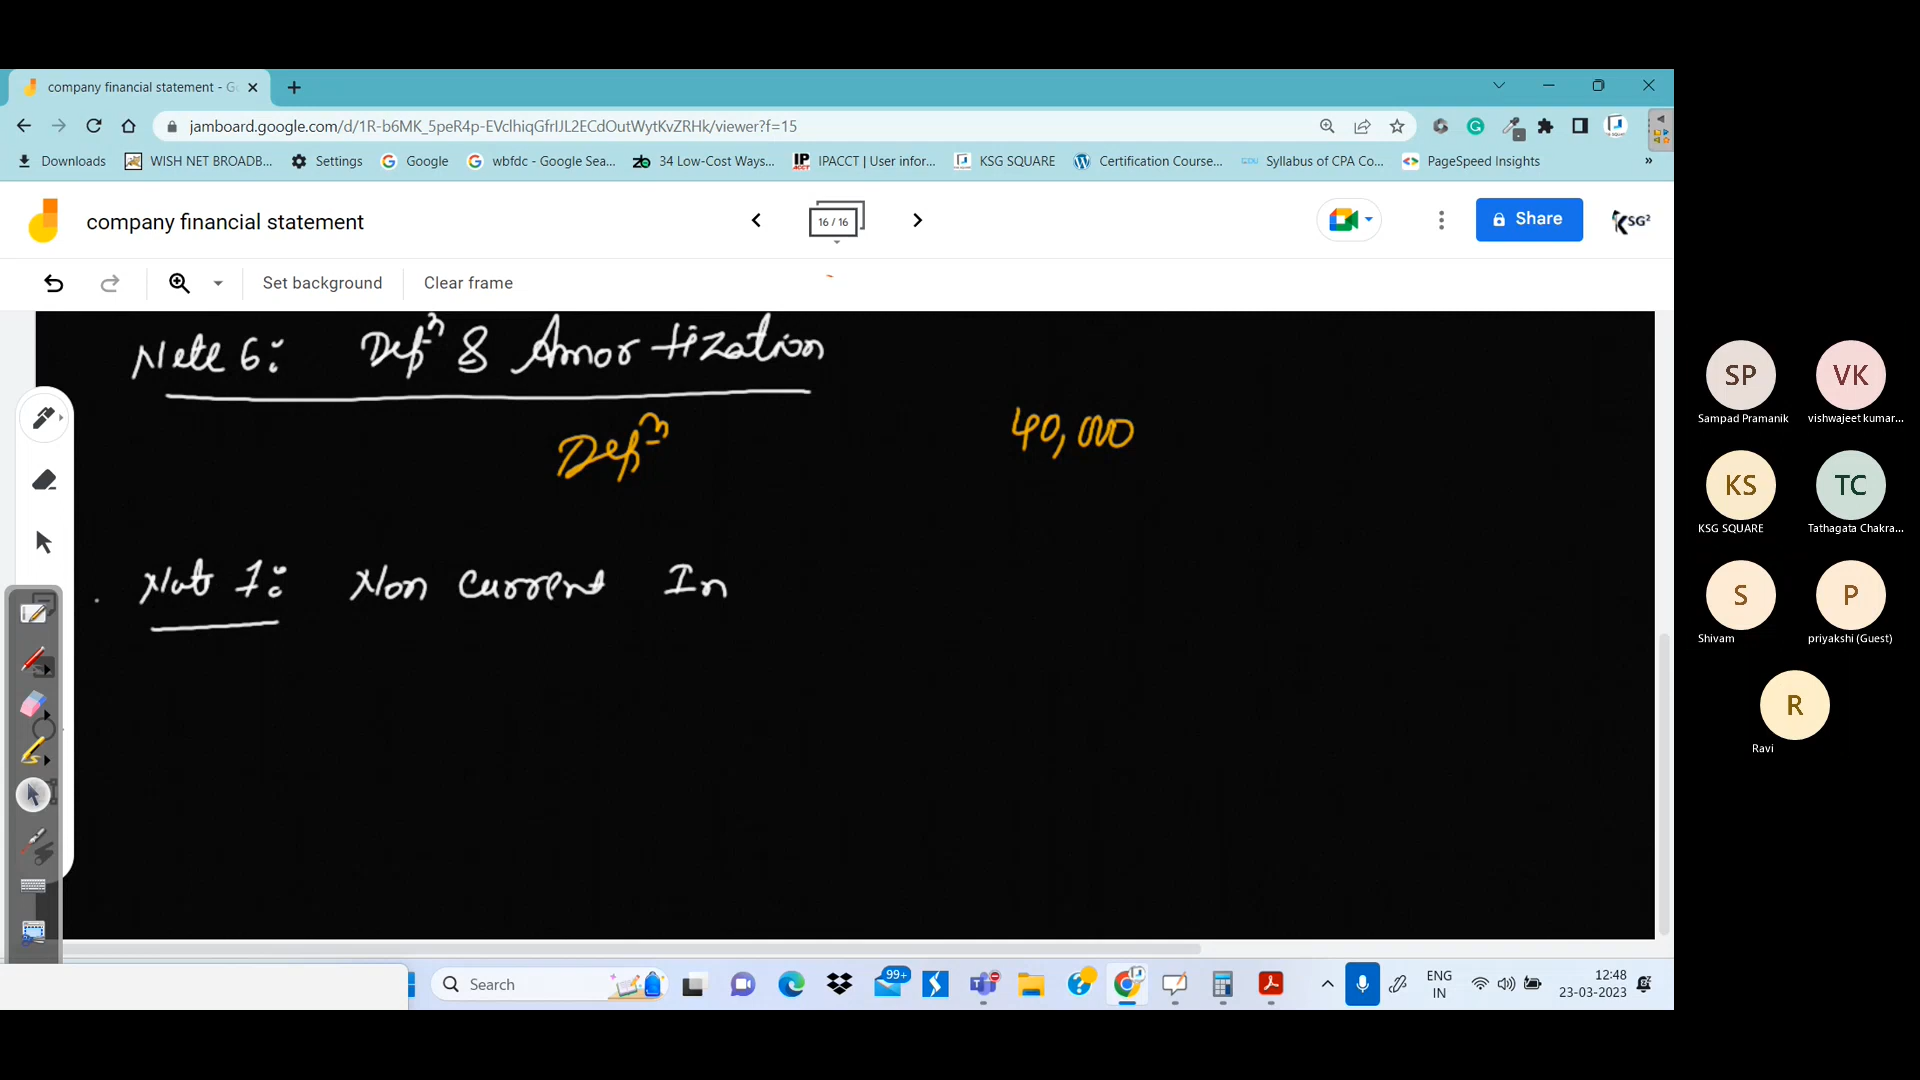 company financial statement - Go
jamboard.google.com/d/1R-b6MK_5peR4p-EVclhiqGfrIJL2ECdOutWytKvZRHk/viewer?f=15
Downloads WISH NET BROADB... Settings Google wbfdc - Google Sea... 34 Low-Cost Ways... IPACCT | User infor... KSG SQUARE Certification Course... Syllabus of CPA Co... PageSpeed Insights »
company financial statement
16 / 16
Share
KSG²
Set background Clear frame
Note 6: Depⁿ & Amortization
Depⁿ 40,000
Note 7: Non Current In
SP VK
Sampad Pramanik vishwajeet kumar...
KS TC
KSG SQUARE Tathagata Chakra...
S P
Shivam priyakshi (Guest)
R
Ravi
Search
99+
ENG
IN
12:48
23-03-2023